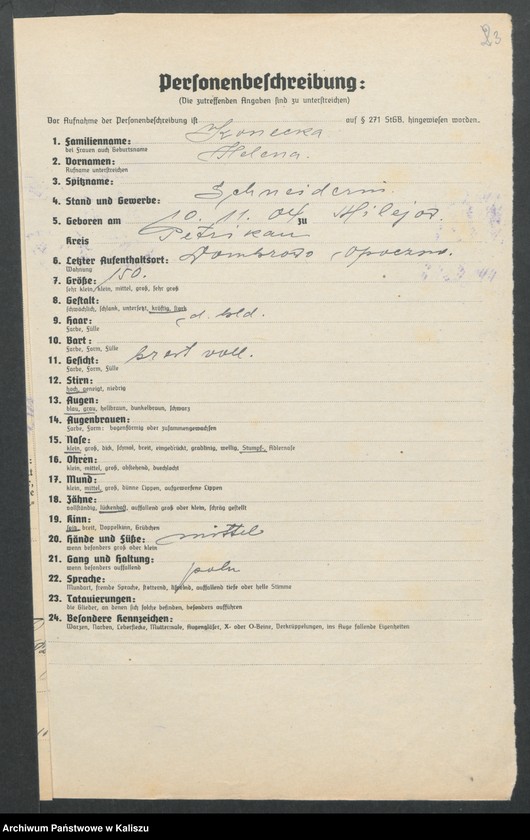 23
Personenbeschreibung:
(Die zutreffenden Angaben sind zu unterstreichen)
Vor Aufnahme der Personenbeschreibung ist auf § 271 StGB, hingewiesen worden.
1. Familienname: Konecka
bei Frauen auch Geburtsname
2. Vornamen: Helena.
Rufname unterstreichen
3. Spitzname:
4. Stand und Gewerbe: Schneiderin.
5. Geboren am 10. 11. 04 zu Milejow.
Kreis Petrikau
6. Letzter Aufenthaltsort: Dombrowo Opoczno.
Wohnung
7. Größe: 150.
sehr klein, klein, mittel, groß, sehr groß
8. Gestalt:
schwächlich, schlank, untersetzt, kräftig, stark
9. Haar: d. bld.
Farbe, Fülle
10. Bart:
Farbe, Form, Fülle
11. Gesicht: breit voll.
Farbe, Form, Fülle
12. Stirn:
hoch, geneigt, niedrig
13. Augen:
blau, grau, hellbraun, dunkelbraun, schwarz
14. Augenbrauen:
Farbe, Form: bogenförmig oder zusammengewachsen
15. Nase:
klein, groß, dick, schmal, breit, eingedrückt, gradlinig, wellig, Stumpf-, Adlernase
16. Ohren:
klein, mittel, groß, abstehend, durchlocht
17. Mund:
klein, mittel, groß, dünne Lippen, aufgeworfene Lippen
18. Zähne:
vollständig, lückenhaft, auffallend groß oder klein, schräg gestellt
19. Kinn:
spitz, breit, Doppelkinn, Grübchen
20. Hände und Füße: mittel
wenn besonders groß oder klein
21. Gang und Haltung:
wenn besonders auffallend
22. Sprache: poln
Mundart, fremde Sprache, stotternd, lispelnd, auffallend tiefe oder helle Stimme
23. Tätauierungen:
die Glieder, an denen sich solche befinden, besonders aufführen
24. Besondere Kennzeichen:
Warzen, Narben, Leberflecke, Muttermale, Augengläser, X- oder O-Beine, Verkrüppelungen, ins Auge fallende Eigenheiten
Archiwum Państwowe w Kaliszu